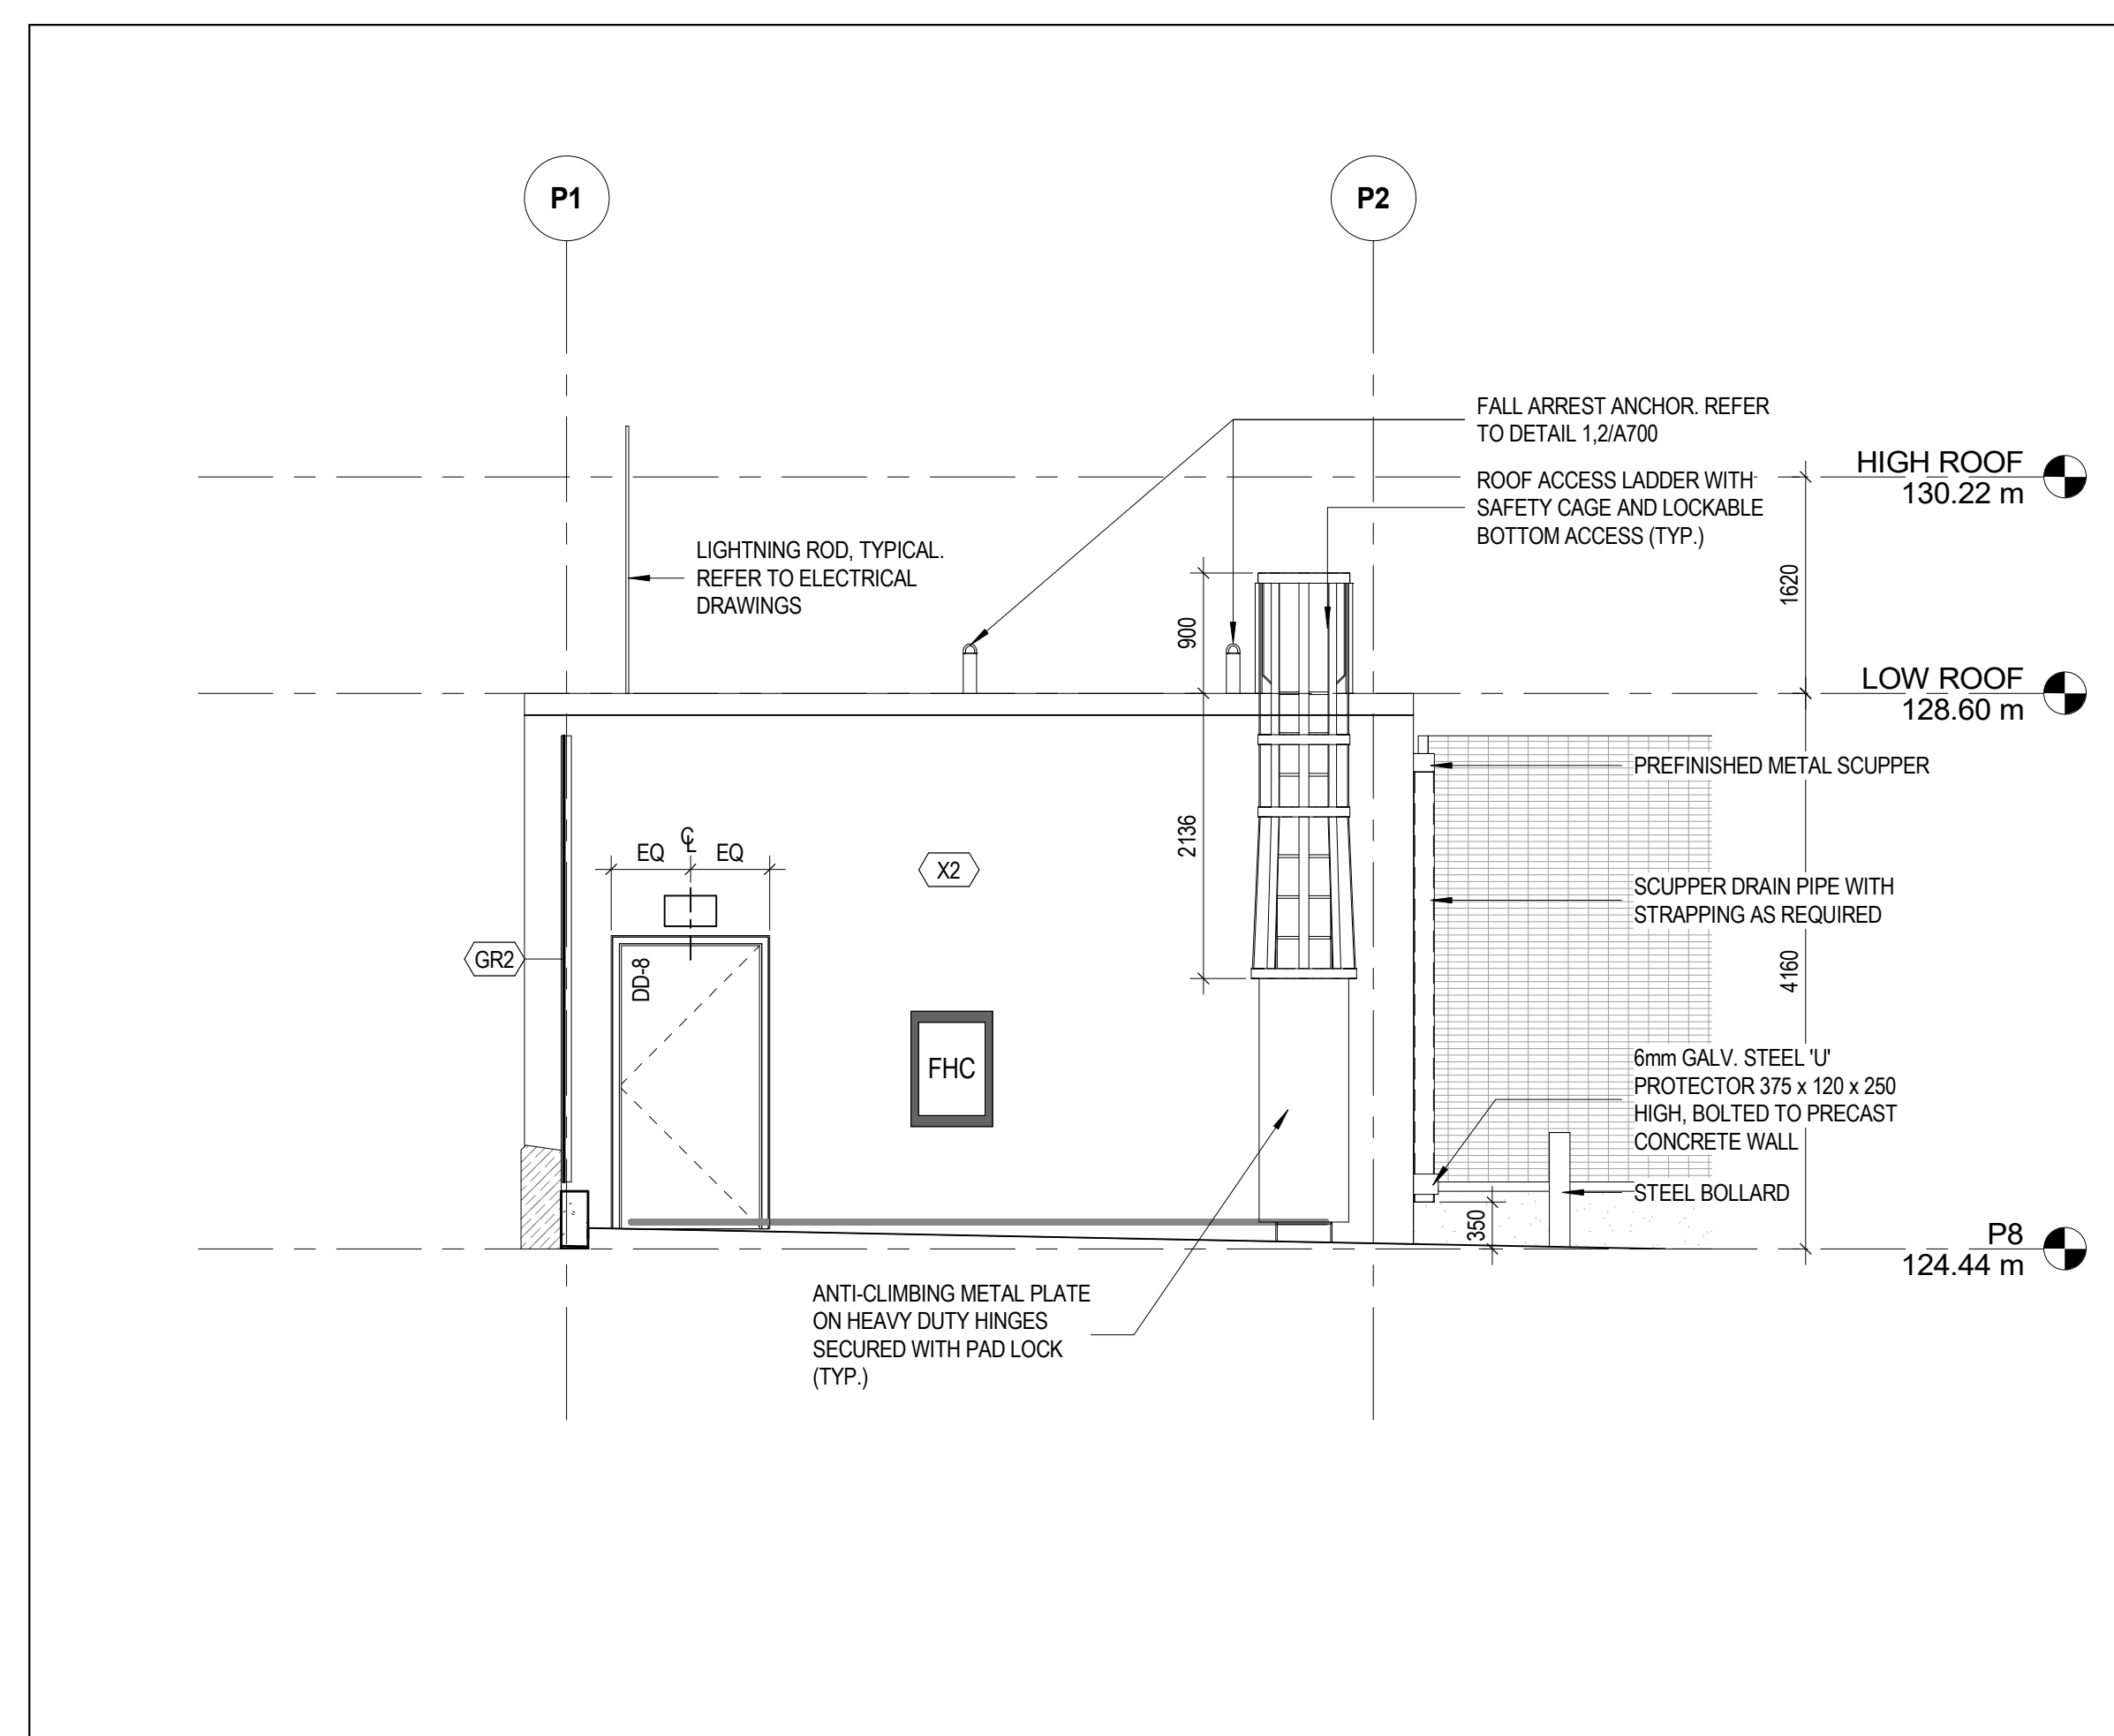 P1
P2
FALL ARREST ANCHOR. REFER
TO DETAIL 1,2/A700
HIGH ROOF
130.22 m
ROOF ACCESS LADDER WITH
SAFETY CAGE AND LOCKABLE
BOTTOM ACCESS (TYP.)
LIGHTNING ROD, TYPICAL.
REFER TO ELECTRICAL
DRAWINGS
1620
900
LOW ROOF
128.60 m
PREFINISHED METAL SCUPPER
2136
EQ
℄
EQ
X2
SCUPPER DRAIN PIPE WITH
STRAPPING AS REQUIRED
GR2
DD-8
4160
FHC
6mm GALV. STEEL 'U'
PROTECTOR 375 x 120 x 250
HIGH, BOLTED TO PRECAST
CONCRETE WALL
STEEL BOLLARD
350
P8
124.44 m
ANTI-CLIMBING METAL PLATE
ON HEAVY DUTY HINGES
SECURED WITH PAD LOCK
(TYP.)